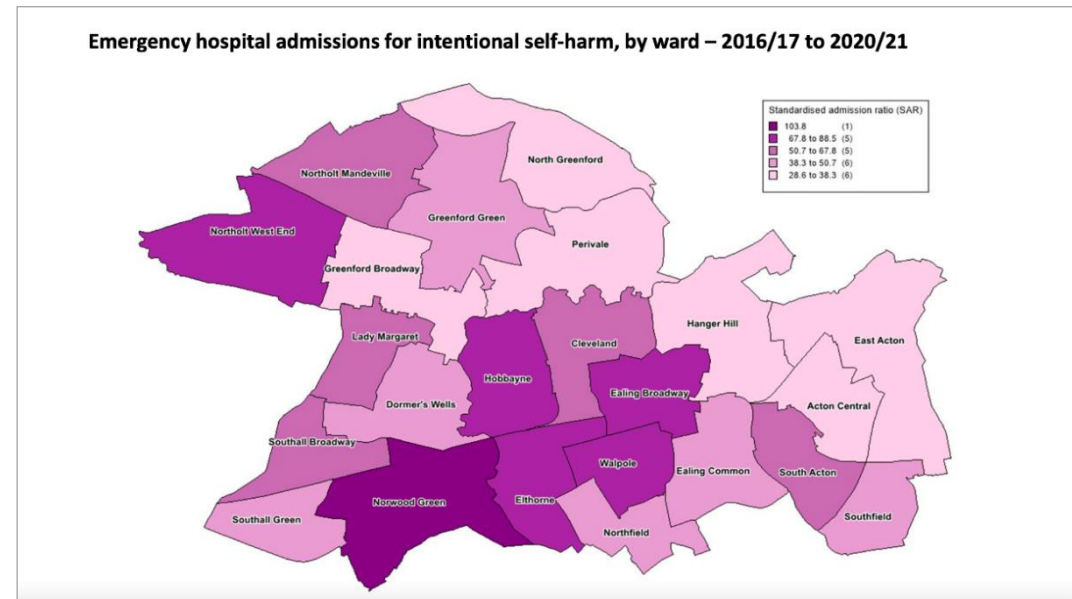 Emergency hospital admissions for intentional self-harm, by ward – 2016/17 to 2020/21
Standardised admission ratio (SAR)
103.8 (1)
67.8 to 88.5 (5)
50.7 to 67.8 (5)
38.3 to 50.7 (6)
28.6 to 38.3 (6)
North Greenford
Northolt Mandeville
Greenford Green
Northolt West End
Perivale
Greenford Broadway
Hanger Hill
Lady Margaret
Cleveland
East Acton
Hobbayne
Ealing Broadway
Dormer's Wells
Acton Central
Southall Broadway
Walpole
Ealing Common
South Acton
Norwood Green
Elthorne
Southall Green
Northfield
Southfield